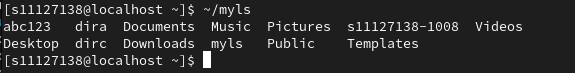 [s11127138@localhost ~]$ ~/myls
abc123   dira  Documents  Music  Pictures  s11127138-1008  Videos
Desktop  dirc  Downloads  myls   Public    Templates
[s11127138@localhost ~]$